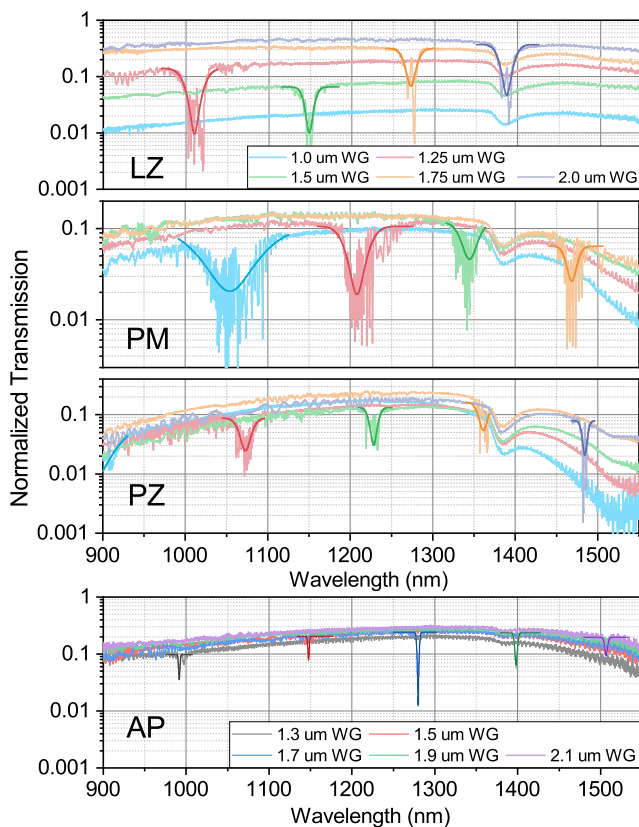 Normalized Transmission
1
0.1
0.01
0.001
LZ
1.0 um WG 1.25 um WG
1.5 um WG 1.75 um WG 2.0 um WG
0.1
0.01
PM
0.1
0.01
0.001
PZ
900 1000 1100 1200 1300 1400 1500
Wavelength (nm)
1
0.1
0.01
0.001
AP
1.3 um WG 1.5 um WG
1.7 um WG 1.9 um WG 2.1 um WG
900 1000 1100 1200 1300 1400 1500
Wavelength (nm)